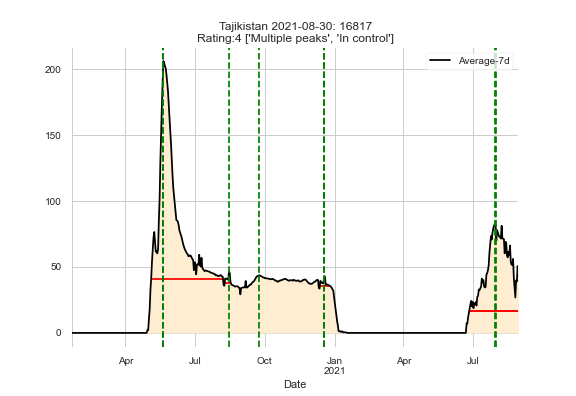 Tajikistan 2021-08-30: 16817
Rating:4 ['Multiple peaks', 'In control']
Average-7d
200
150
100
50
0
Apr
Jul
Oct
Jan
2021
Apr
Jul
Date